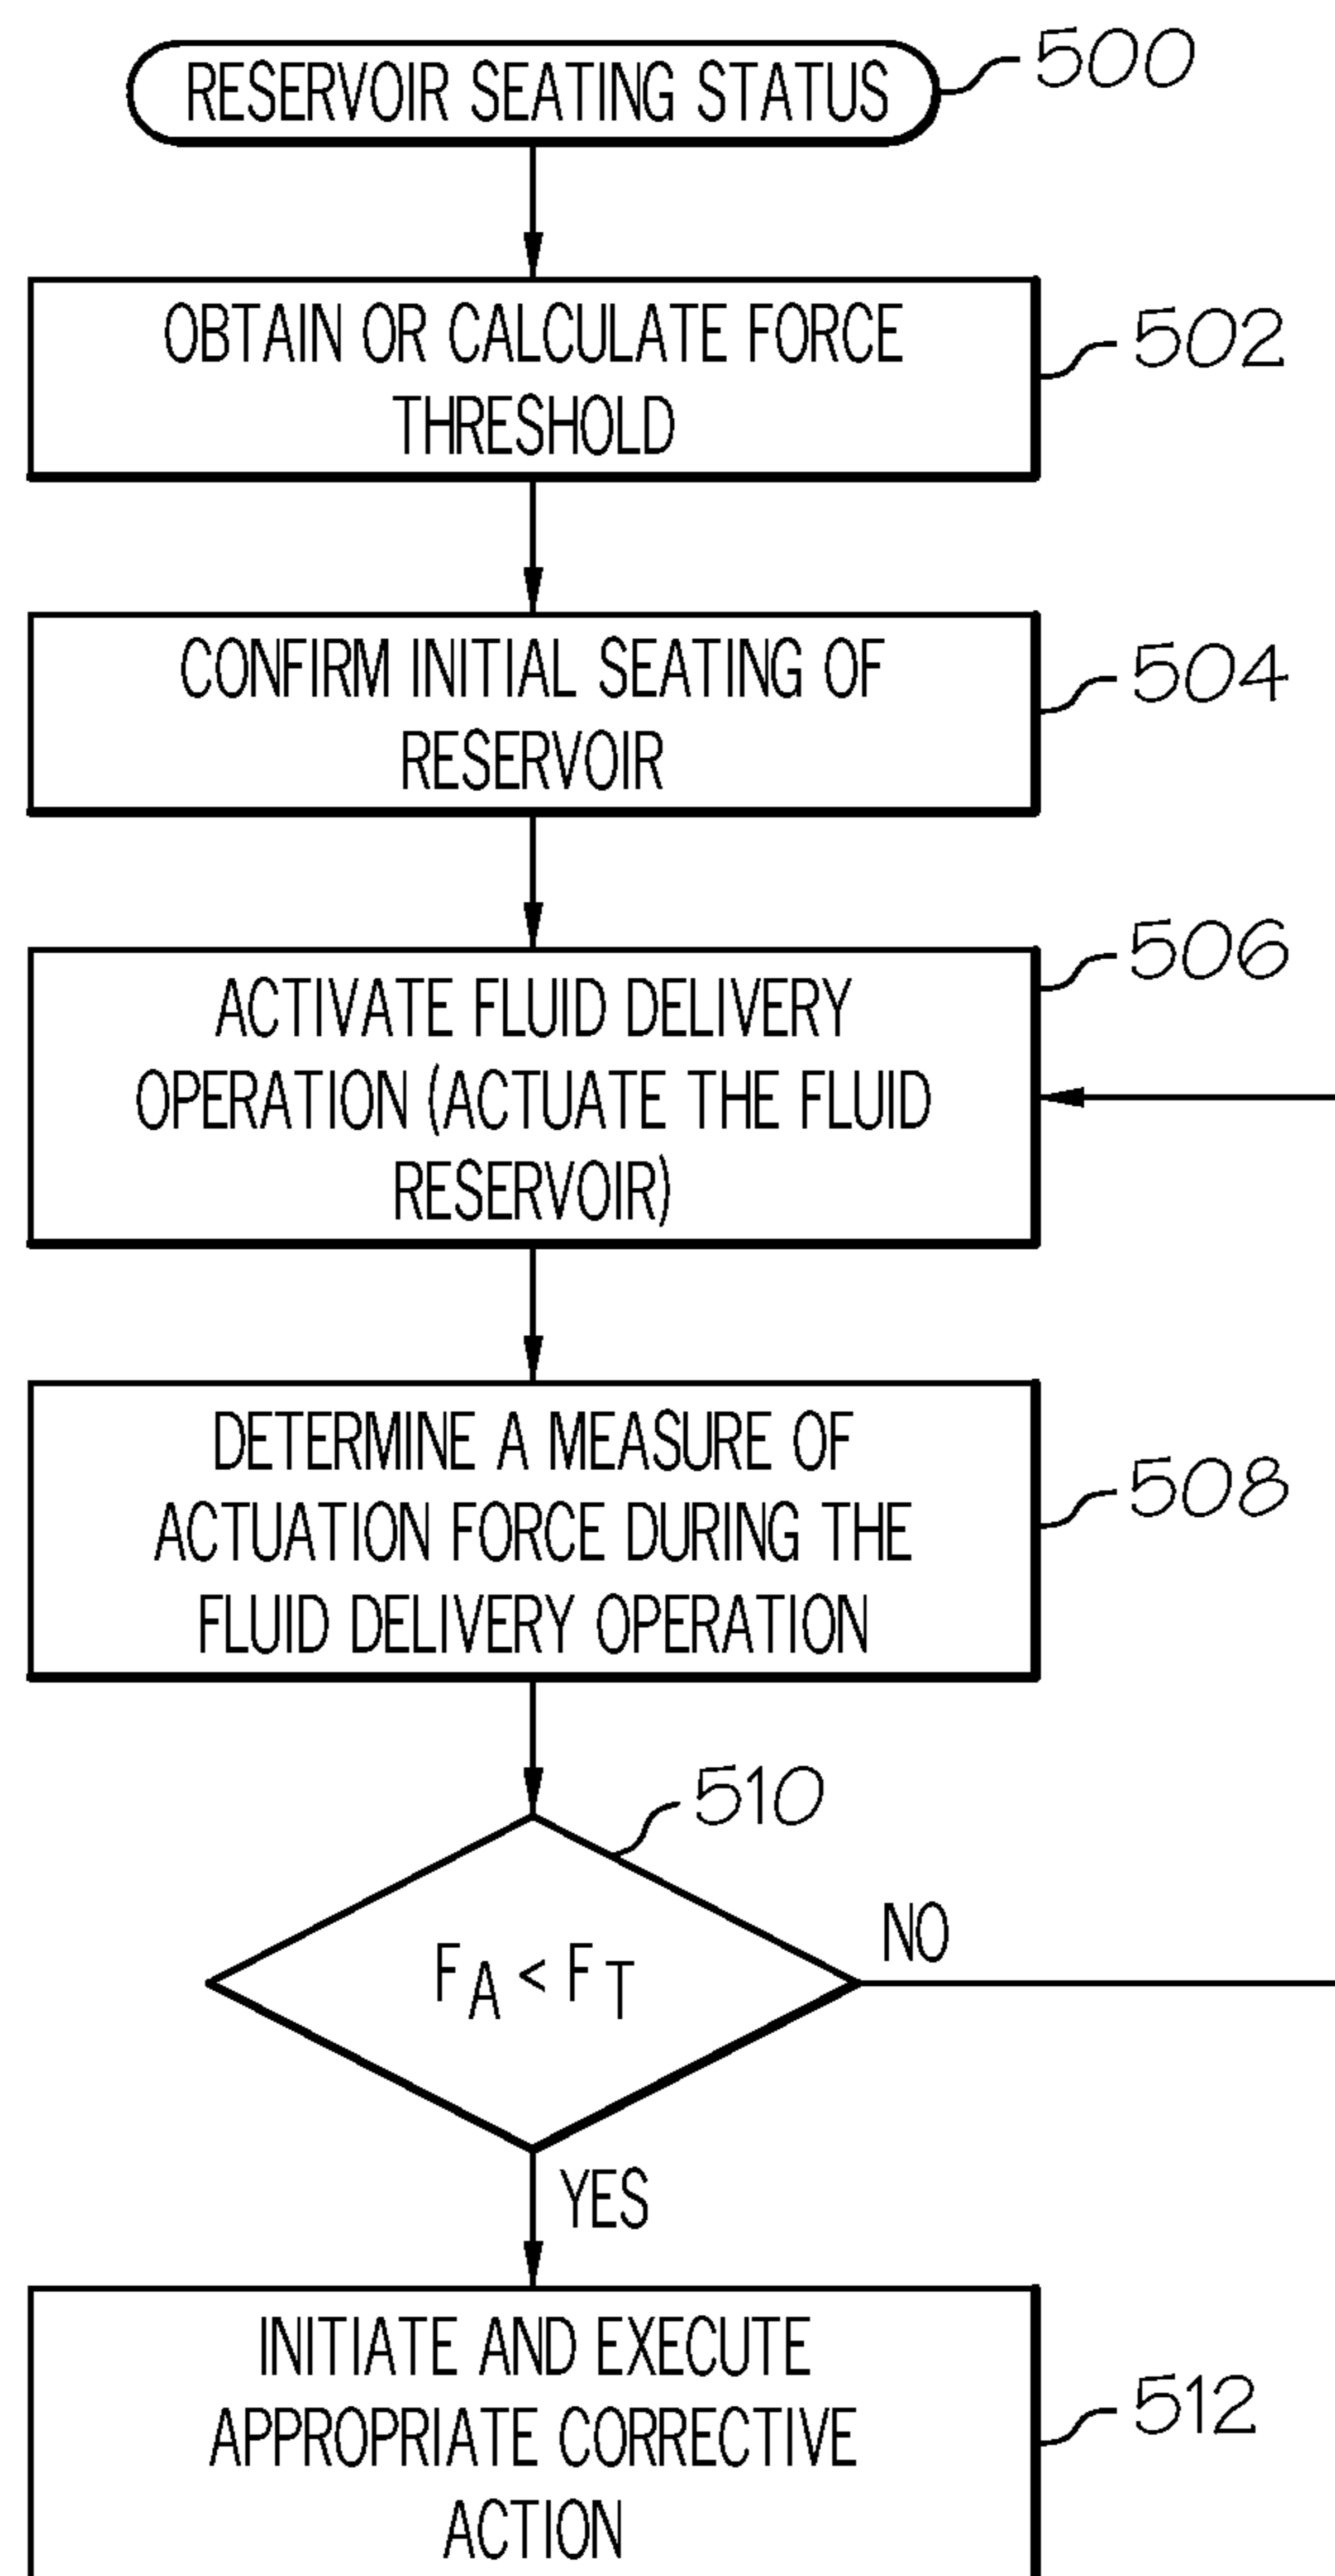 RESERVOIR SEATING STATUS
500
OBTAIN OR CALCULATE FORCE
THRESHOLD
502
CONFIRM INITIAL SEATING OF
RESERVOIR
504
ACTIVATE FLUID DELIVERY
OPERATION (ACTUATE THE FLUID
RESERVOIR)
506
DETERMINE A MEASURE OF
ACTUATION FORCE DURING THE
FLUID DELIVERY OPERATION
508
510
F A < F T
NO
YES
INITIATE AND EXECUTE
APPROPRIATE CORRECTIVE
ACTION
512